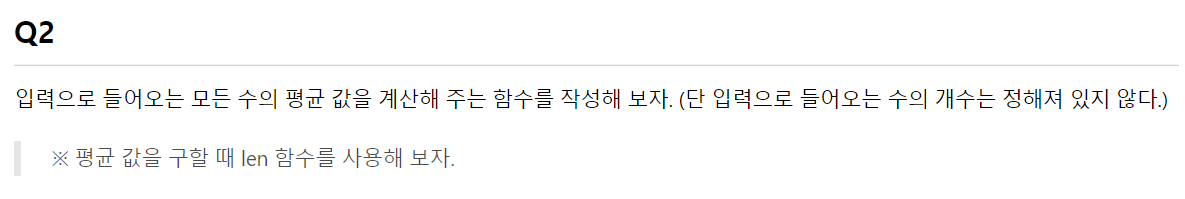 Q2
입력으로 들어오는 모든 수의 평균 값을 계산해 주는 함수를 작성해 보자. (단 입력으로 들어오는 수의 개수는 정해져 있지 않다.)
※ 평균 값을 구할 때 len 함수를 사용해 보자.